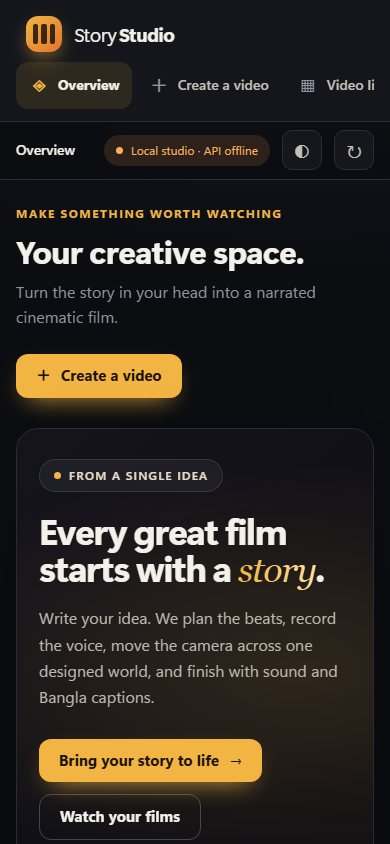 StoryStudio
Overview
Create a video
Video li
Overview
Local studio · API offline
MAKE SOMETHING WORTH WATCHING
Your creative space.
Turn the story in your head into a narrated
cinematic film.
+ Create a video
FROM A SINGLE IDEA
Every great film
starts with a story.
Write your idea. We plan the beats, record
the voice, move the camera across one
designed world, and finish with sound and
Bangla captions.
Bring your story to life →
Watch your films